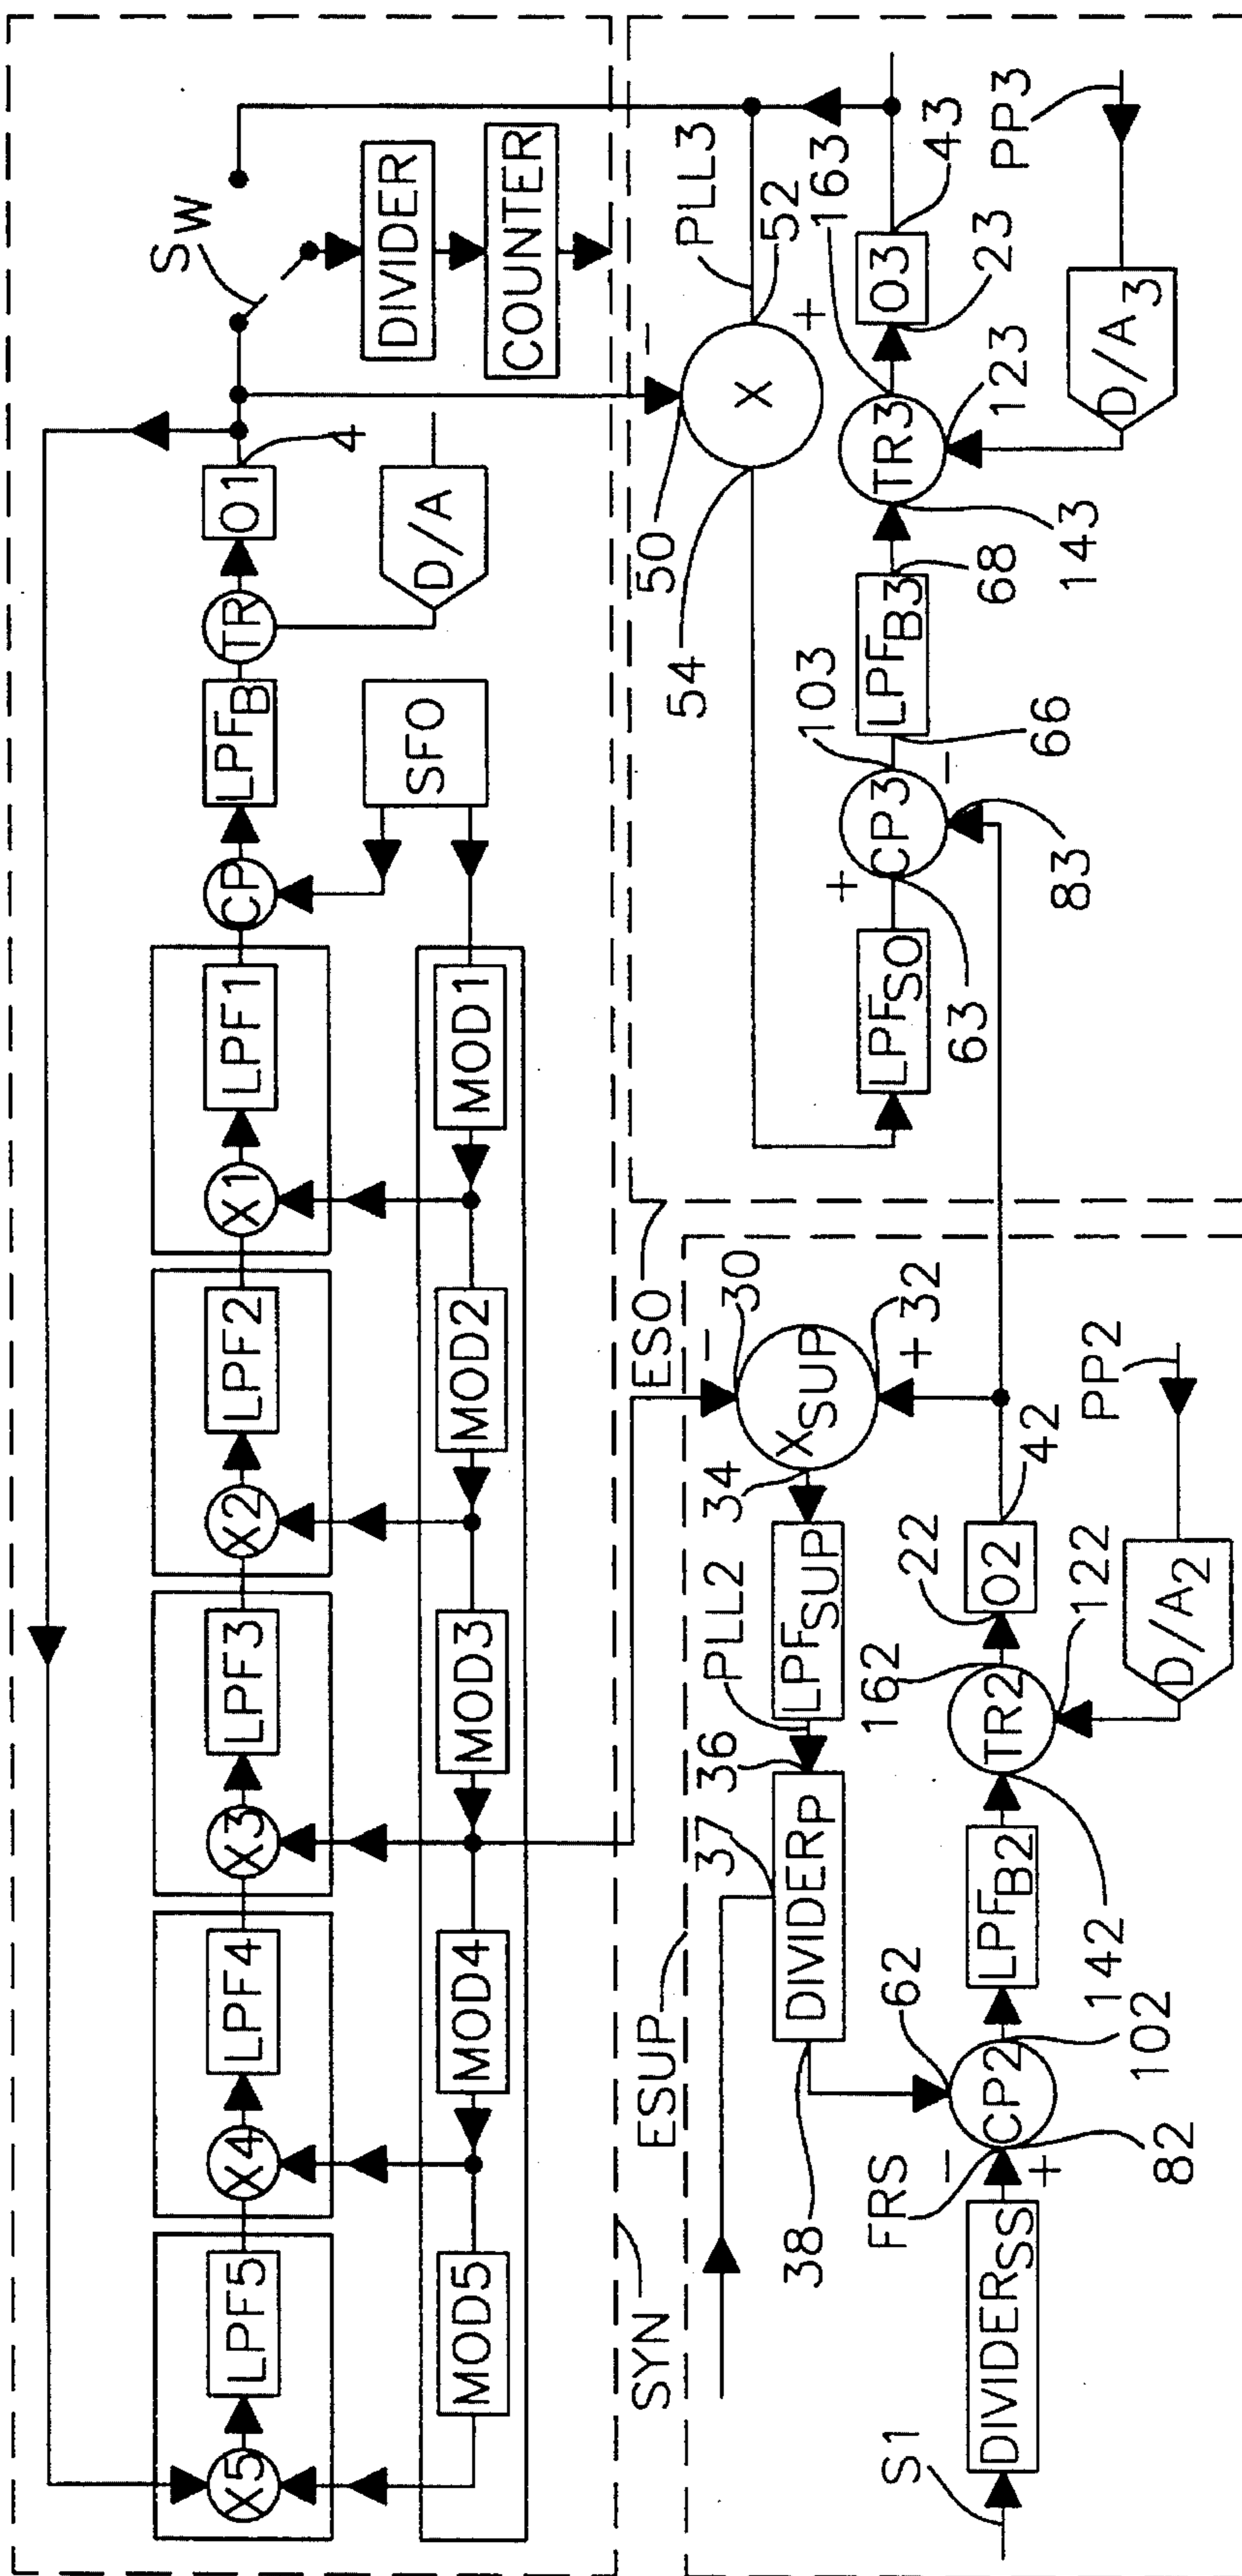 X5
LPF5
X4
LPF4
X3
LPF3
X2
LPF2
X1
LPF1
CP
LPFB
TR
O1
4
SW
MOD5
MOD4
MOD3
MOD2
MOD1
SFO
D/A
DIVIDER
COUNTER
SYN
ESUP
ESO
37
DIVIDERP
36
PLL2
LPFSUP
34
XSUP
-
30
+
32
38
S1
DIVIDERSS
FRS
-
+
82
CP2
62
102
LPFB2
142
TR2
162
122
22
O2
42
D/A2
PP2
54
50
-
X
+
52
PLL3
LPFSO
63
+
CP3
103
-
83
66
LPFB3
68
143
TR3
163
123
23
O3
43
D/A3
PP3